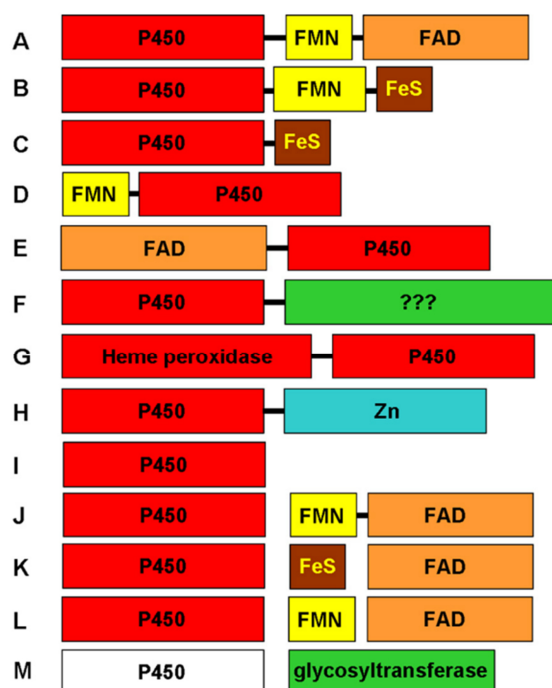 A P450 FMN FAD
B P450 FMN FeS
C P450 FeS
D FMN P450
E FAD P450
F P450 ???
G Heme peroxidase P450
H P450 Zn
I P450
J P450 FMN FAD
K P450 FeS FAD
L P450 FMN FAD
M P450 glycosyltransferase